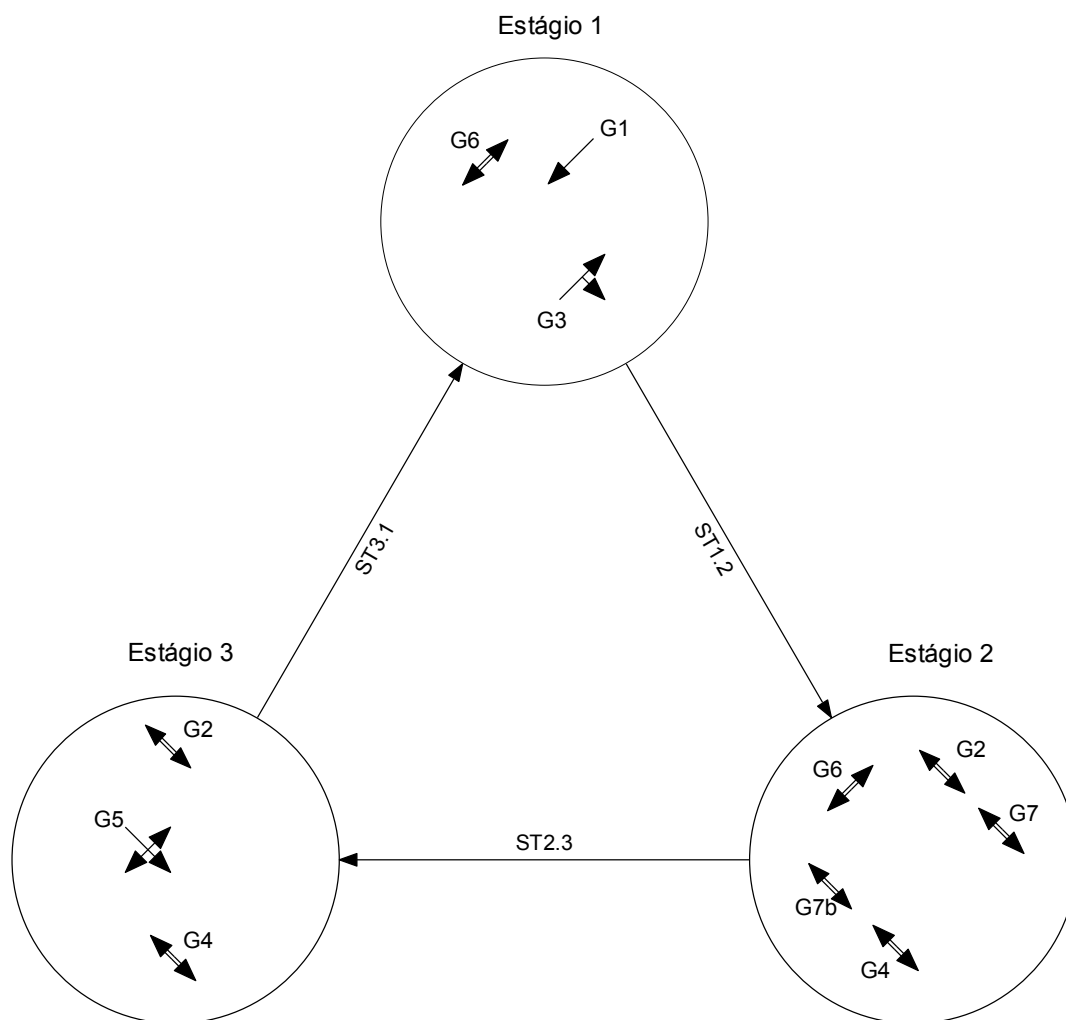 Estágio 1
G6
G1
G3
ST3.1
ST1.2
Estágio 3
Estágio 2
G2
G5
G4
ST2.3
G6
G2
G7
G7b
G4